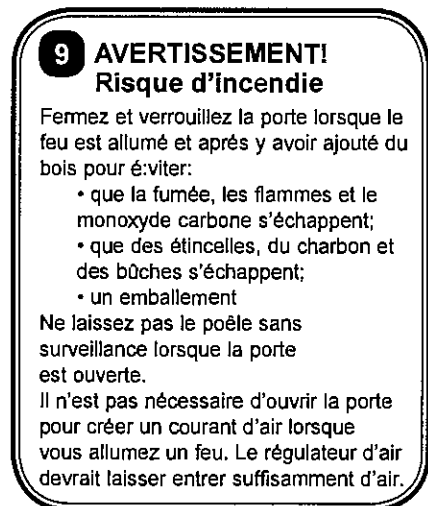 9 AVERTISSEMENT!
Risque d'incendie
Fermez et verrouillez la porte lorsque le
feu est allumé et aprés y avoir ajouté du
bois pour é:viter:
• que la fumée, les flammes et le
monoxyde carbone s'échappent;
• que des étincelles, du charbon et
des bûches s'échappent;
• un emballement
Ne laissez pas le poêle sans
surveillance lorsque la porte
est ouverte.
Il n'est pas nécessaire d'ouvrir la porte
pour créer un courant d'air lorsque
vous allumez un feu. Le régulateur d'air
devrait laisser entrer suffisamment d'air.